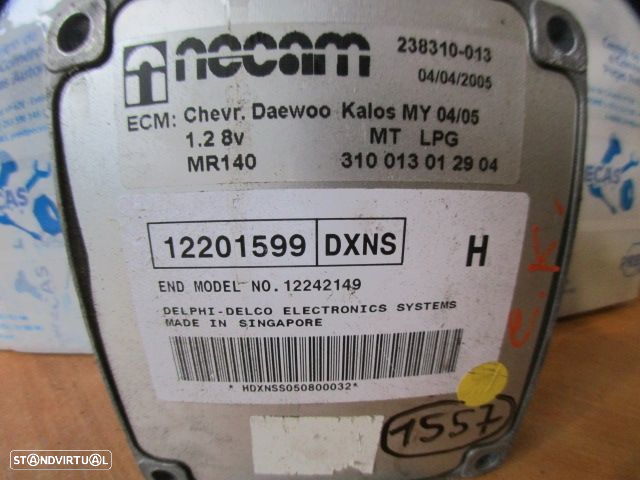 necam
238310-013
04/04/2005
ECM: Chevr. Daewoo Kalos MY 04/05
1.2 8v MT LPG
MR140 310 013 01 29 04
12201599 DXNS H
END MODEL NO. 12242149
DELPHI-DELCO ELECTRONICS SYSTEMS
MADE IN SINGAPORE
* HDXNSS050800032*
1557
STANDVIRTUAL